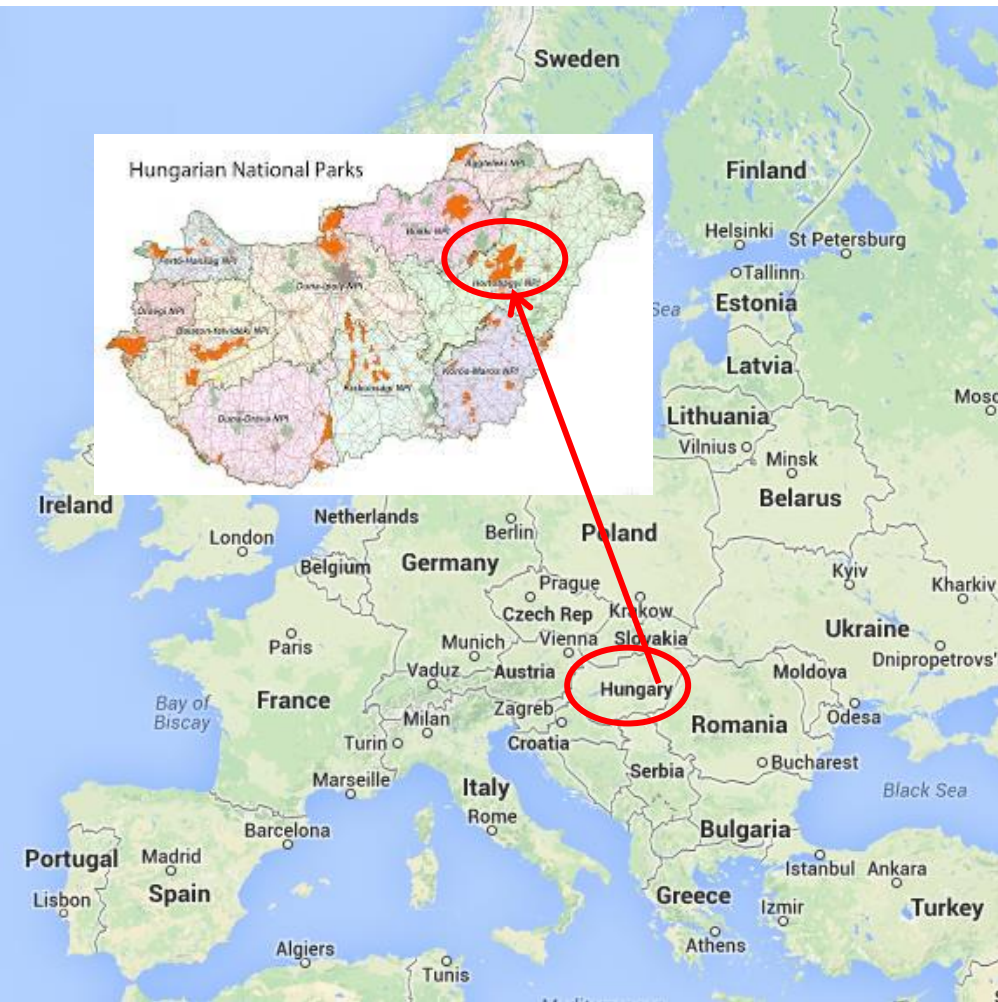 Sweden
Hungarian National Parks
Aggteleki NPI
Finland
Bükki NPI
Helsinki
St Petersburg
Fertő-Hanság NPI
Tallinn
Duna-Ipoly NPI
Hortobágyi NPI
Sea
Estonia
Őrségi NPI
Balaton-felvidéki NPI
Latvia
Körös-Maros NPI
Kiskunsági NPI
Mosc
Duna-Dráva NPI
Lithuania
Vilnius
Minsk
Ireland
Belarus
Netherlands
London
Berlin
Poland
Belgium
Germany
Kyiv
Prague
Kharkiv
Czech Rep
Krakow
Paris
Munich
Vienna
Slovakia
Ukraine
Vaduz
Austria
Moldova
Dnipropetrovs'
Bay of
Biscay
France
Hungary
Zagreb
Milan
Romania
Odesa
Turin
Croatia
Bucharest
Marseille
Serbia
Italy
Black Sea
Rome
Barcelona
Bulgaria
Portugal
Madrid
Istanbul
Ankara
Lisbon
Spain
Greece
Izmir
Turkey
Algiers
Athens
Tunis